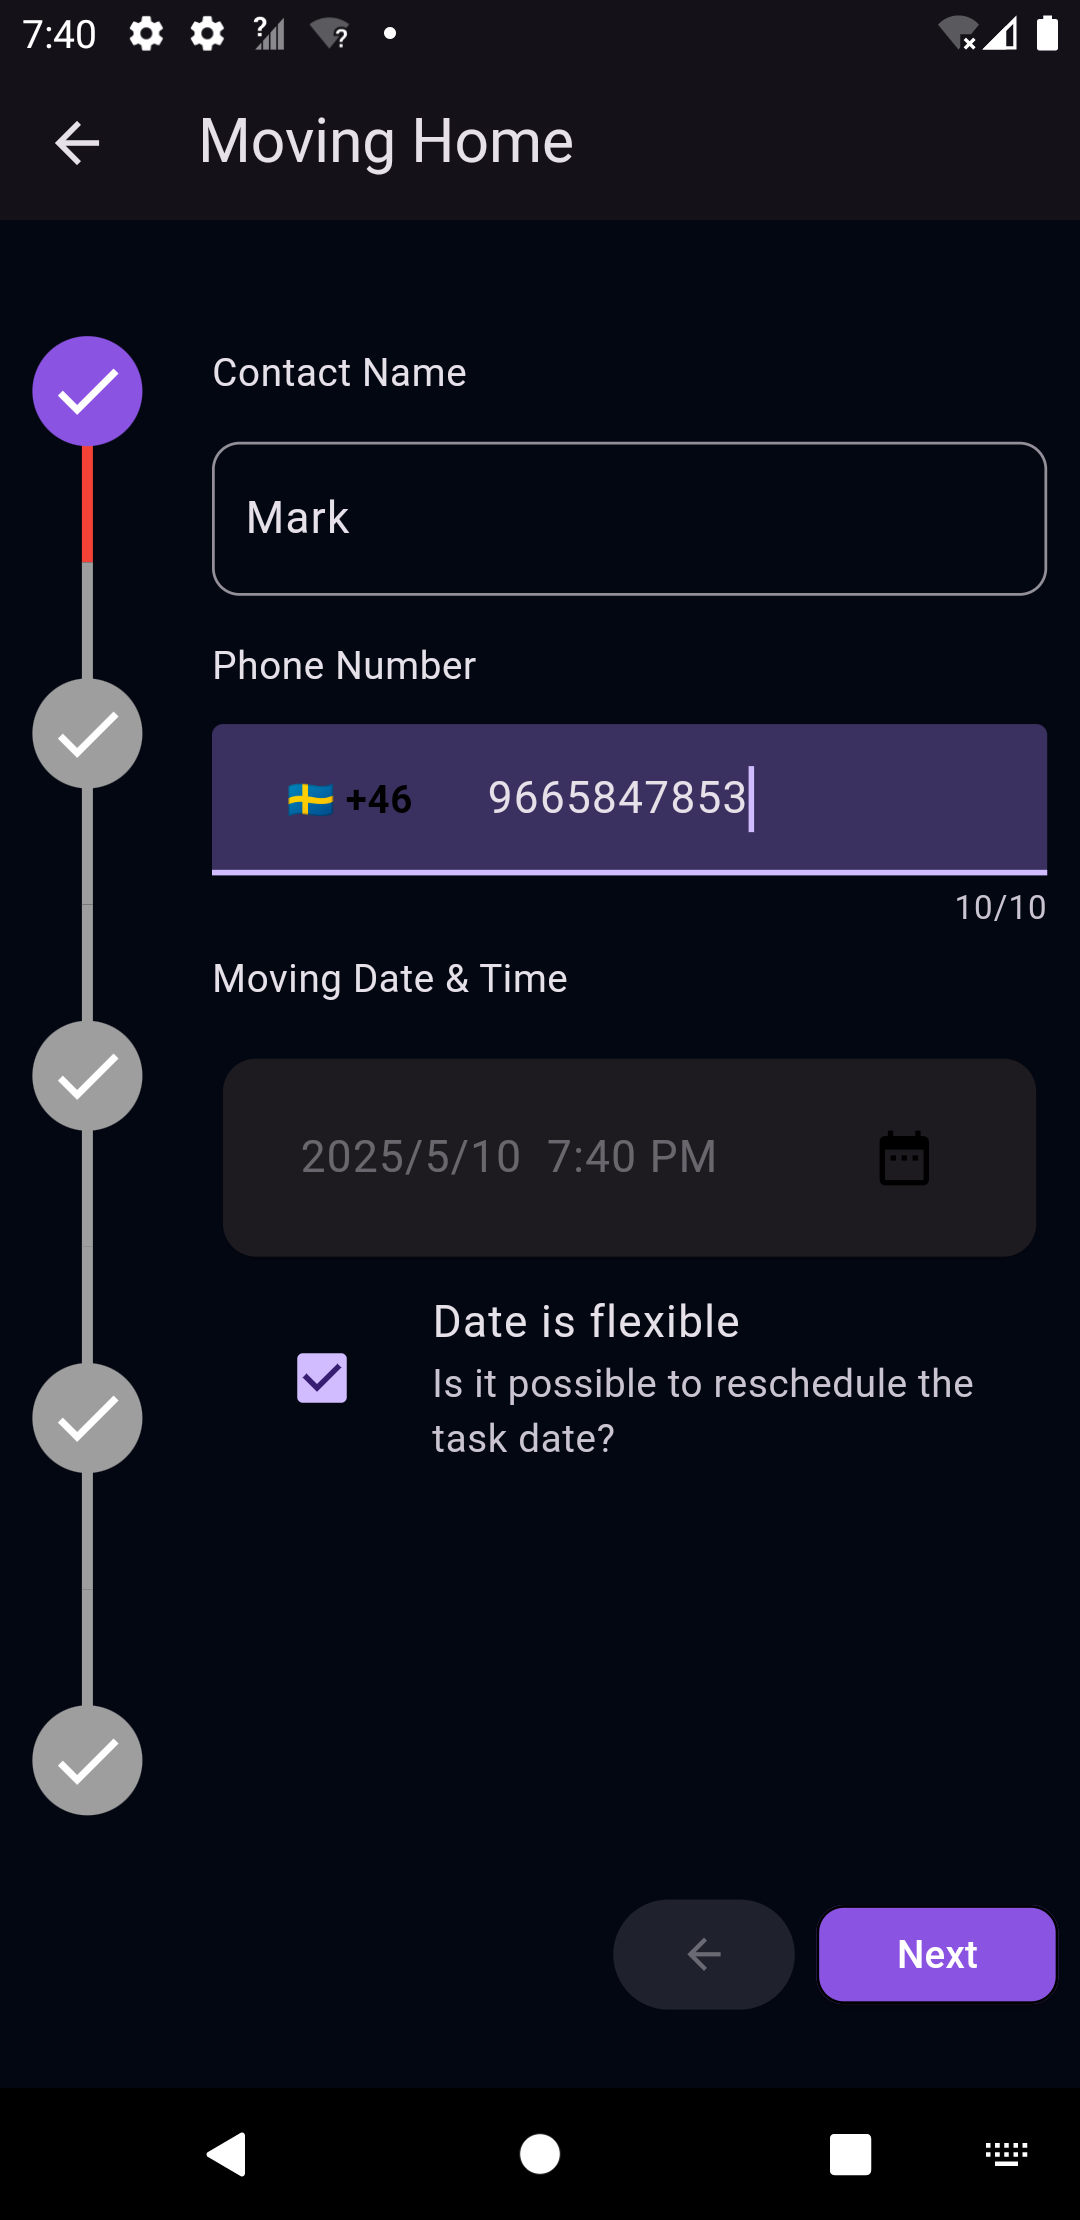 7:40
Moving Home
Contact Name
Mark
Phone Number
🇸🇪 +46 9665847853
10/10
Moving Date & Time
2025/5/10 7:40 PM
Date is flexible
Is it possible to reschedule the
task date?
Next